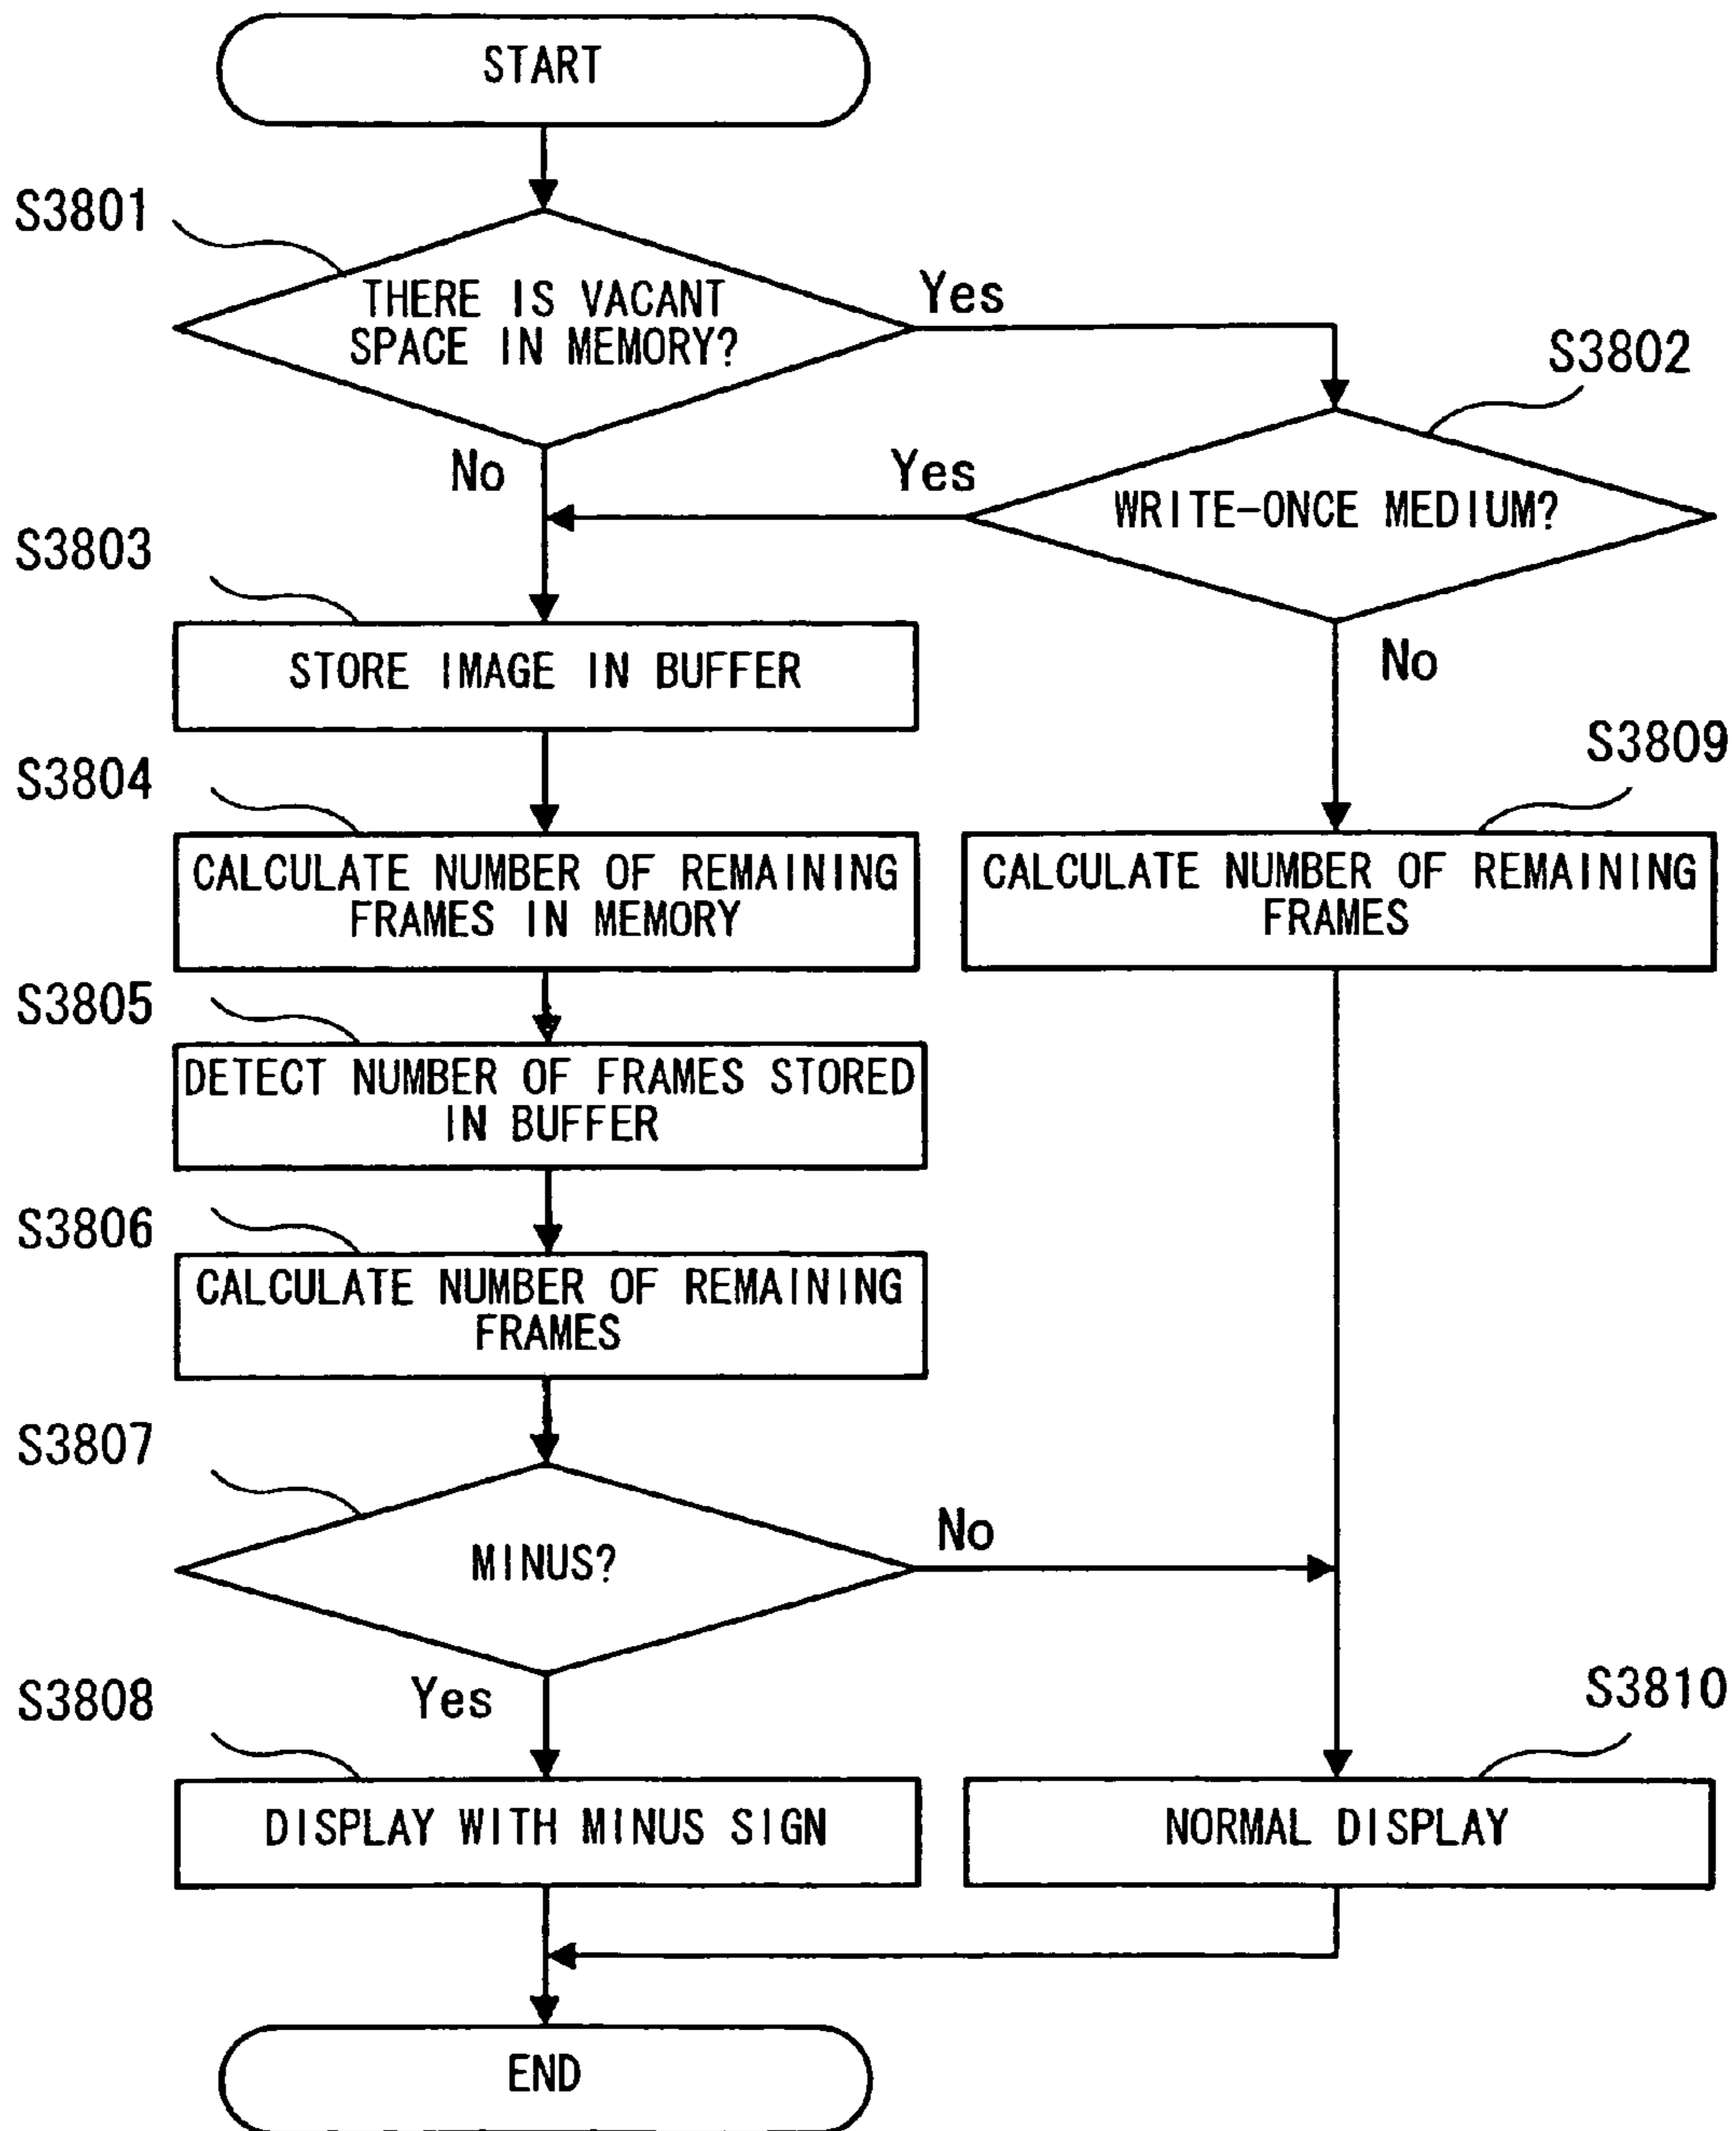 START
S3801
THERE IS VACANT
SPACE IN MEMORY?
Yes
S3802
No
Yes
WRITE-ONCE MEDIUM?
S3803
No
STORE IMAGE IN BUFFER
S3804
S3809
CALCULATE NUMBER OF REMAINING
FRAMES IN MEMORY
CALCULATE NUMBER OF REMAINING
FRAMES
S3805
DETECT NUMBER OF FRAMES STORED
IN BUFFER
S3806
CALCULATE NUMBER OF REMAINING
FRAMES
S3807
MINUS?
No
S3808
Yes
S3810
DISPLAY WITH MINUS SIGN
NORMAL DISPLAY
END